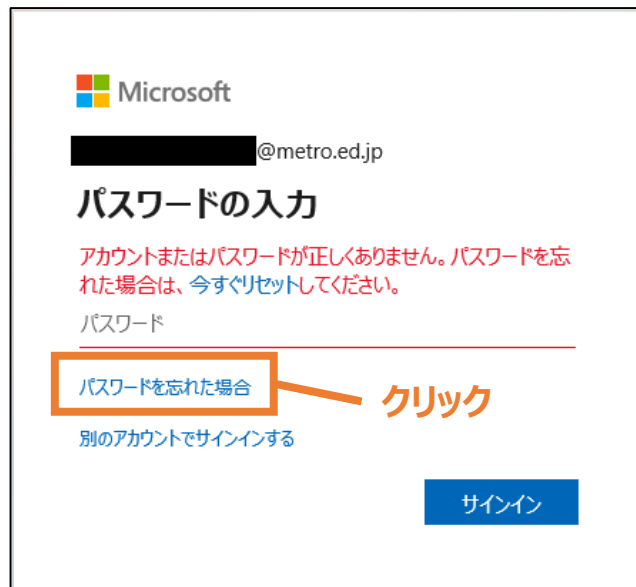 Microsoft
@metro.ed.jp
パスワードの入力
アカウントまたはパスワードが正しくありません。パスワードを忘
れた場合は、今すぐリセットしてください。
パスワード
パスワードを忘れた場合
クリック
別のアカウントでサインインする
サインイン